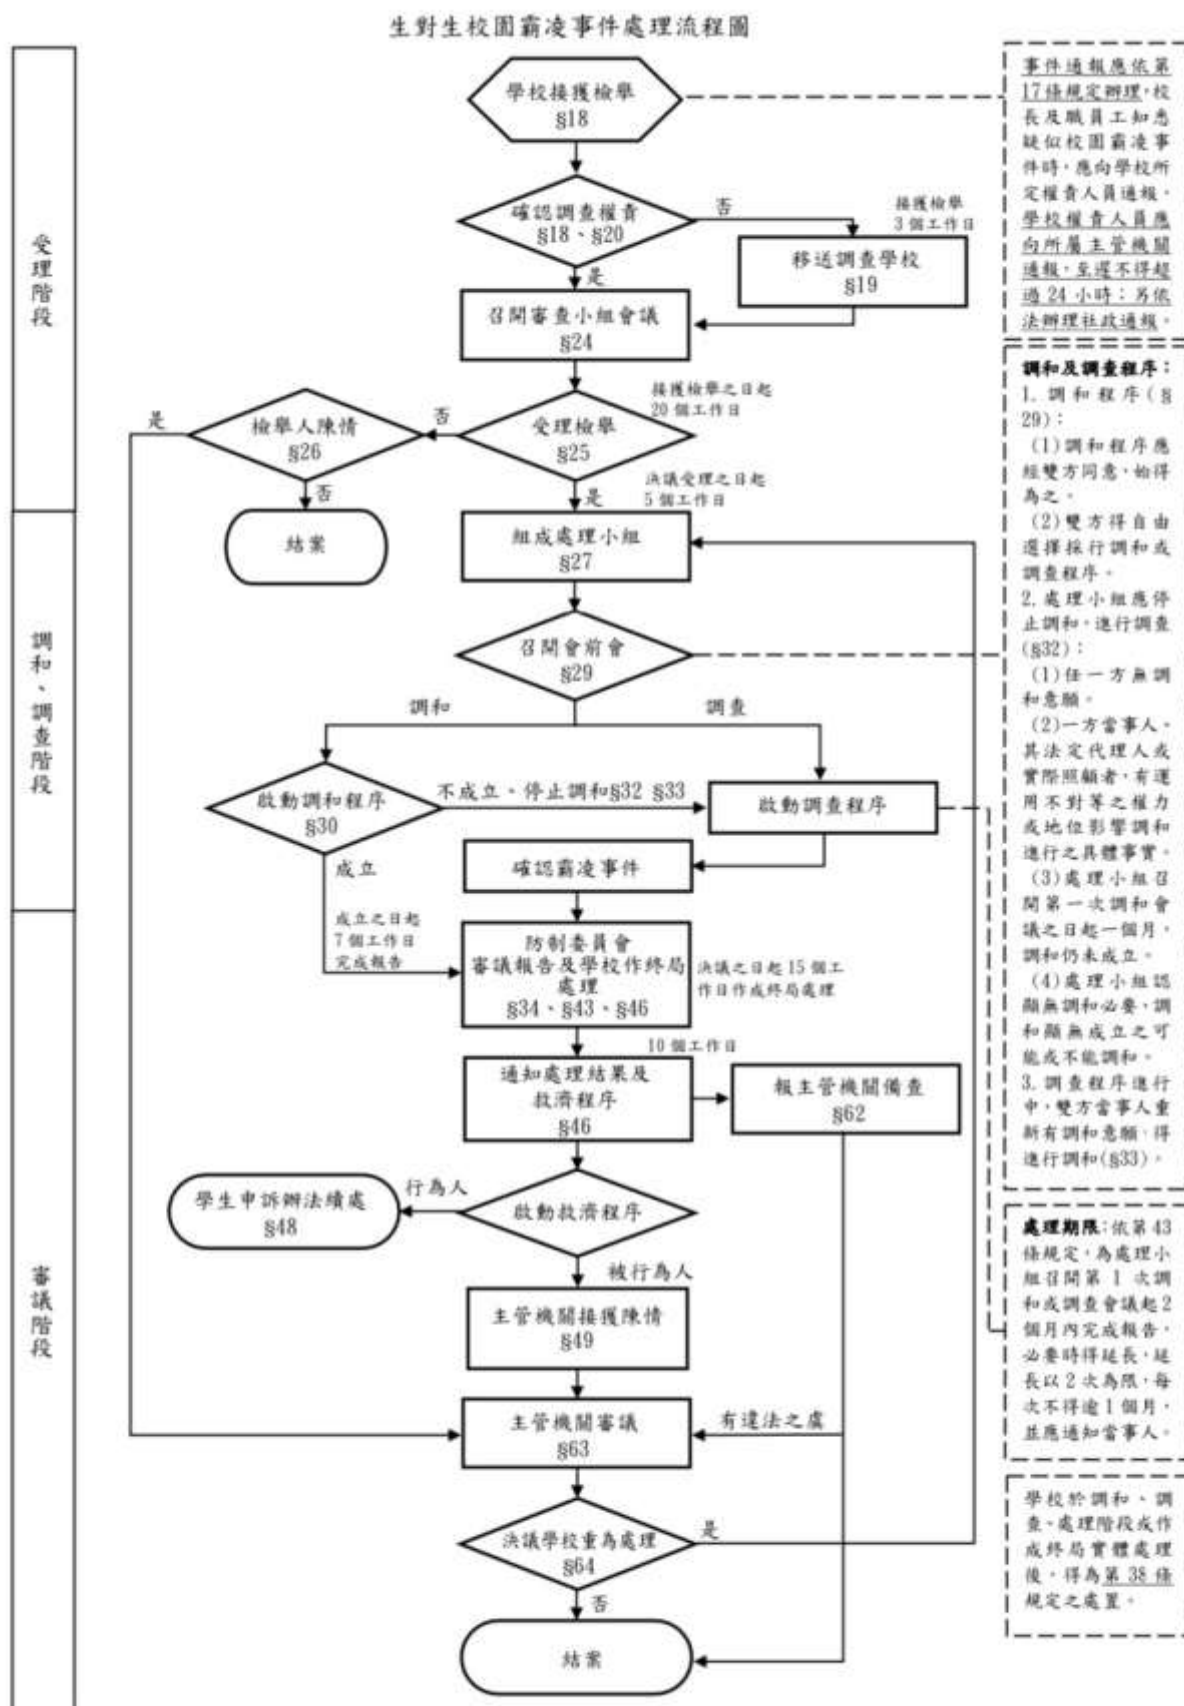 生對生校園霸凌事件處理流程圖
受理階段
調和、調查階段
審議階段
學校接獲檢舉
§18
確認調查權責
§18、§20
否
接獲檢舉
3個工作日
移送調查學校
§19
是
召開審查小組會議
§24
接獲檢舉之日起
20個工作日
受理檢舉
§25
否
檢舉人陳情
§26
是
否
結案
決議受理之日起
5個工作日
是
組成處理小組
§27
召開會前會
§29
調和
調查
啟動調和程序
§30
不成立、停止調和§32 §33
啟動調查程序
成立
確認霸凌事件
成立之日起
7個工作日
完成報告
防制委員會
審議報告及學校作終局
處理
§34、§43、§46
決議之日起15個工
作日作成終局處理
10個工作日
通知處理結果及
救濟程序
§46
報主管機關備查
§62
啟動救濟程序
行為人
學生申訴辦法續處
§48
被行為人
主管機關接獲陳情
§49
主管機關審議
§63
有違法之虞
決議學校重為處理
§64
是
否
結案
事件通報應依第
17條規定辦理,校
長及職員工知悉
疑似校園霸凌事
件時,應向學校所
定權責人員通報。
學校權責人員應
向所屬主管機關
通報,至遲不得超
過24小時;另依
法辦理社政通報。
調和及調查程序:
1. 調和程序(§
29):
(1)調和程序應
經雙方同意,始得
為之。
(2)雙方得自由
選擇採行調和或
調查程序。
2. 處理小組應停
止調和,進行調查
(§32):
(1)任一方無調
和意願。
(2)一方當事人、
其法定代理人或
實際照顧者,有運
用不對等之權力
或地位影響調和
進行之具體事實。
(3)處理小組召
開第一次調和會
議之日起一個月,
調和仍未成立。
(4)處理小組認
顯無調和必要、調
和顯無成立之可
能或不能調和。
3. 調查程序進行
中,雙方當事人重
新有調和意願,得
進行調和(§33)。
處理期限:依第43
條規定,為處理小
組召開第1次調
和或調查會議起2
個月內完成報告,
必要時得延長,延
長以2次為限,每
次不得逾1個月,
並應通知當事人。
學校於調和、調
查、處理階段或作
成終局實體處理
後,得為第38條
規定之處置。